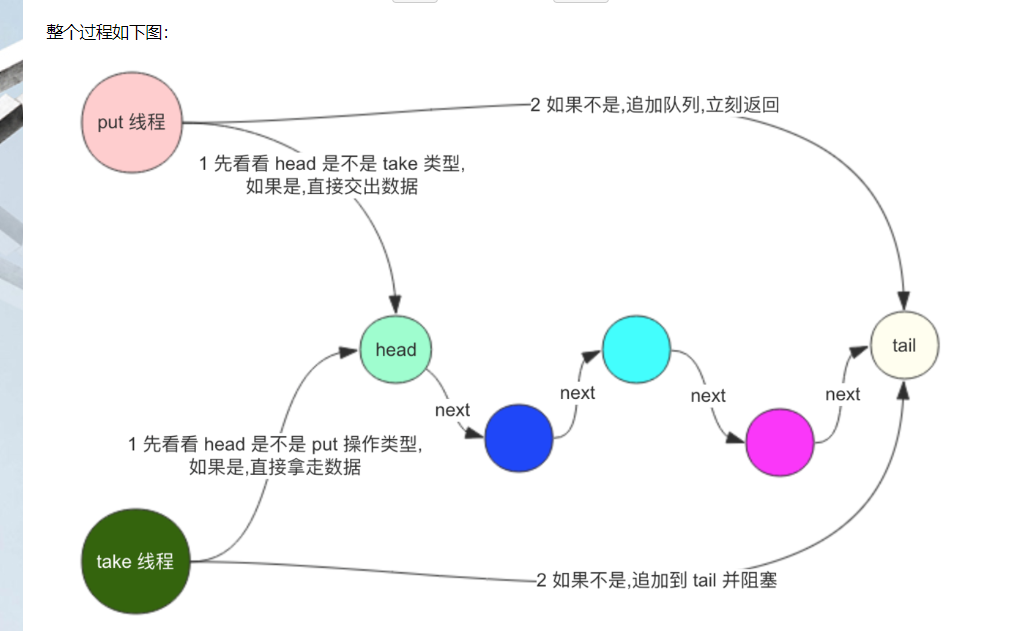 整个过程如下图:
put 线程
2 如果不是,追加队列,立刻返回
1 先看看 head 是不是 take 类型,
如果是,直接交出数据
head
tail
next
next
next
next
1 先看看 head 是不是 put 操作类型,
如果是,直接拿走数据
take 线程
2 如果不是,追加到 tail 并阻塞